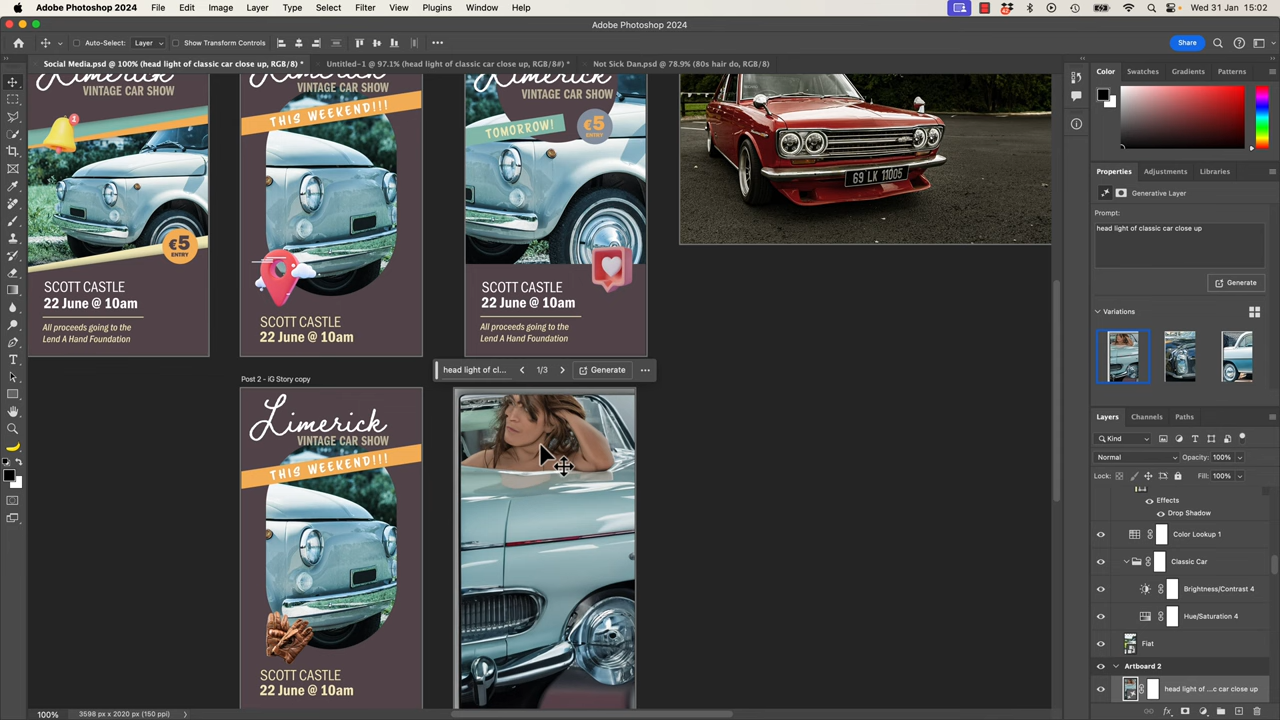 Photoshop 2024 File Edit Image Layer Type Select Filter View Plugins Window Help Wed 31 Jan 15:02
Adobe Photoshop 2024
Auto-Select: Layer Show Transform Controls Share
Social Media.psd @ 100% (head light of classic car close up, RGB/8) * Untitled-1 @ 97.1% (head light of classic car close up, RGB/8#) * Not Sick Dan.psd @ 78.9% (80s hair do, RGB/8)
Limerick
VINTAGE CAR SHOW
2
€5
ENTRY
SCOTT CASTLE
22 June @ 10am
All proceeds going to the
Lend A Hand Foundation
Limerick
VINTAGE CAR SHOW
THIS WEEKEND!!!
SCOTT CASTLE
22 June @ 10am
Limerick
VINTAGE CAR SHOW
TOMORROW!
€5
ENTRY
SCOTT CASTLE
22 June @ 10am
All proceeds going to the
Lend A Hand Foundation
69 LK 11005
head light of cl... 1/3 Generate
Post 2 - iG Story copy
Limerick
VINTAGE CAR SHOW
THIS WEEKEND!!!
SCOTT CASTLE
22 June @ 10am
Color Swatches Gradients Patterns
Properties Adjustments Libraries
Generative Layer
Prompt:
head light of classic car close up
Generate
Variations
Layers Channels Paths
Kind
Normal Opacity: 100%
Lock: Fill: 100%
Effects
Drop Shadow
Color Lookup 1
Classic Car
Brightness/Contrast 4
Hue/Saturation 4
Fiat
Artboard 2
head light of ...c car close up
100% 3598 px x 2020 px (150 ppi)